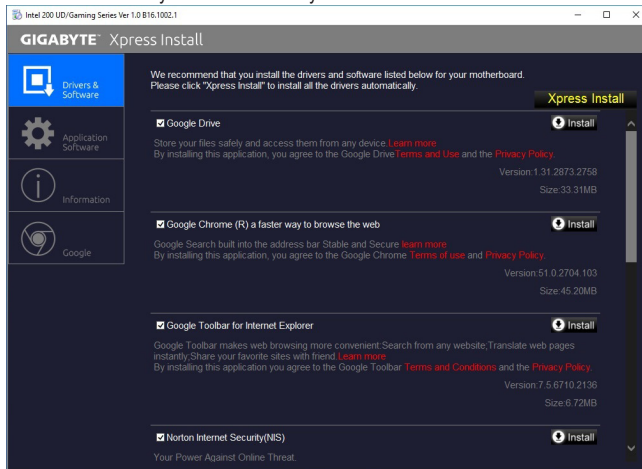 Intel 200 UD/Gaming Series Ver 1.0 B16.1002.1
GIGABYTE™ Xpress Install
Drivers &
Software
Application
Software
Information
Google
We recommend that you install the drivers and software listed below for your motherboard.
Please click "Xpress Install" to install all the drivers automatically.
Xpress Install
Google Drive
Install
Store your files safely and access them from any device.Learn more
By installing this application, you agree to the Google DriveTerms and Use and the Privacy Policy.
Version:1.31.2873.2758
Size:33.31MB
Google Chrome (R) a faster way to browse the web
Install
Google Search built into the address bar Stable and Secure learn more
By installing this application, you agree to the Google Chrome Terms of use and Privacy Policy.
Version:51.0.2704.103
Size:45.20MB
Google Toolbar for Internet Explorer
Install
Google Toolbar makes web browsing more convenient:Search from any website;Translate web pages
instantly;Share your favorite sites with friend.Learn more
By installing this application you agree to the Google Toolbar Terms and Conditions and the Privacy Policy.
Version:7.5.6710.2136
Size:6.72MB
Norton Internet Security(NIS)
Install
Your Power Against Online Threat.